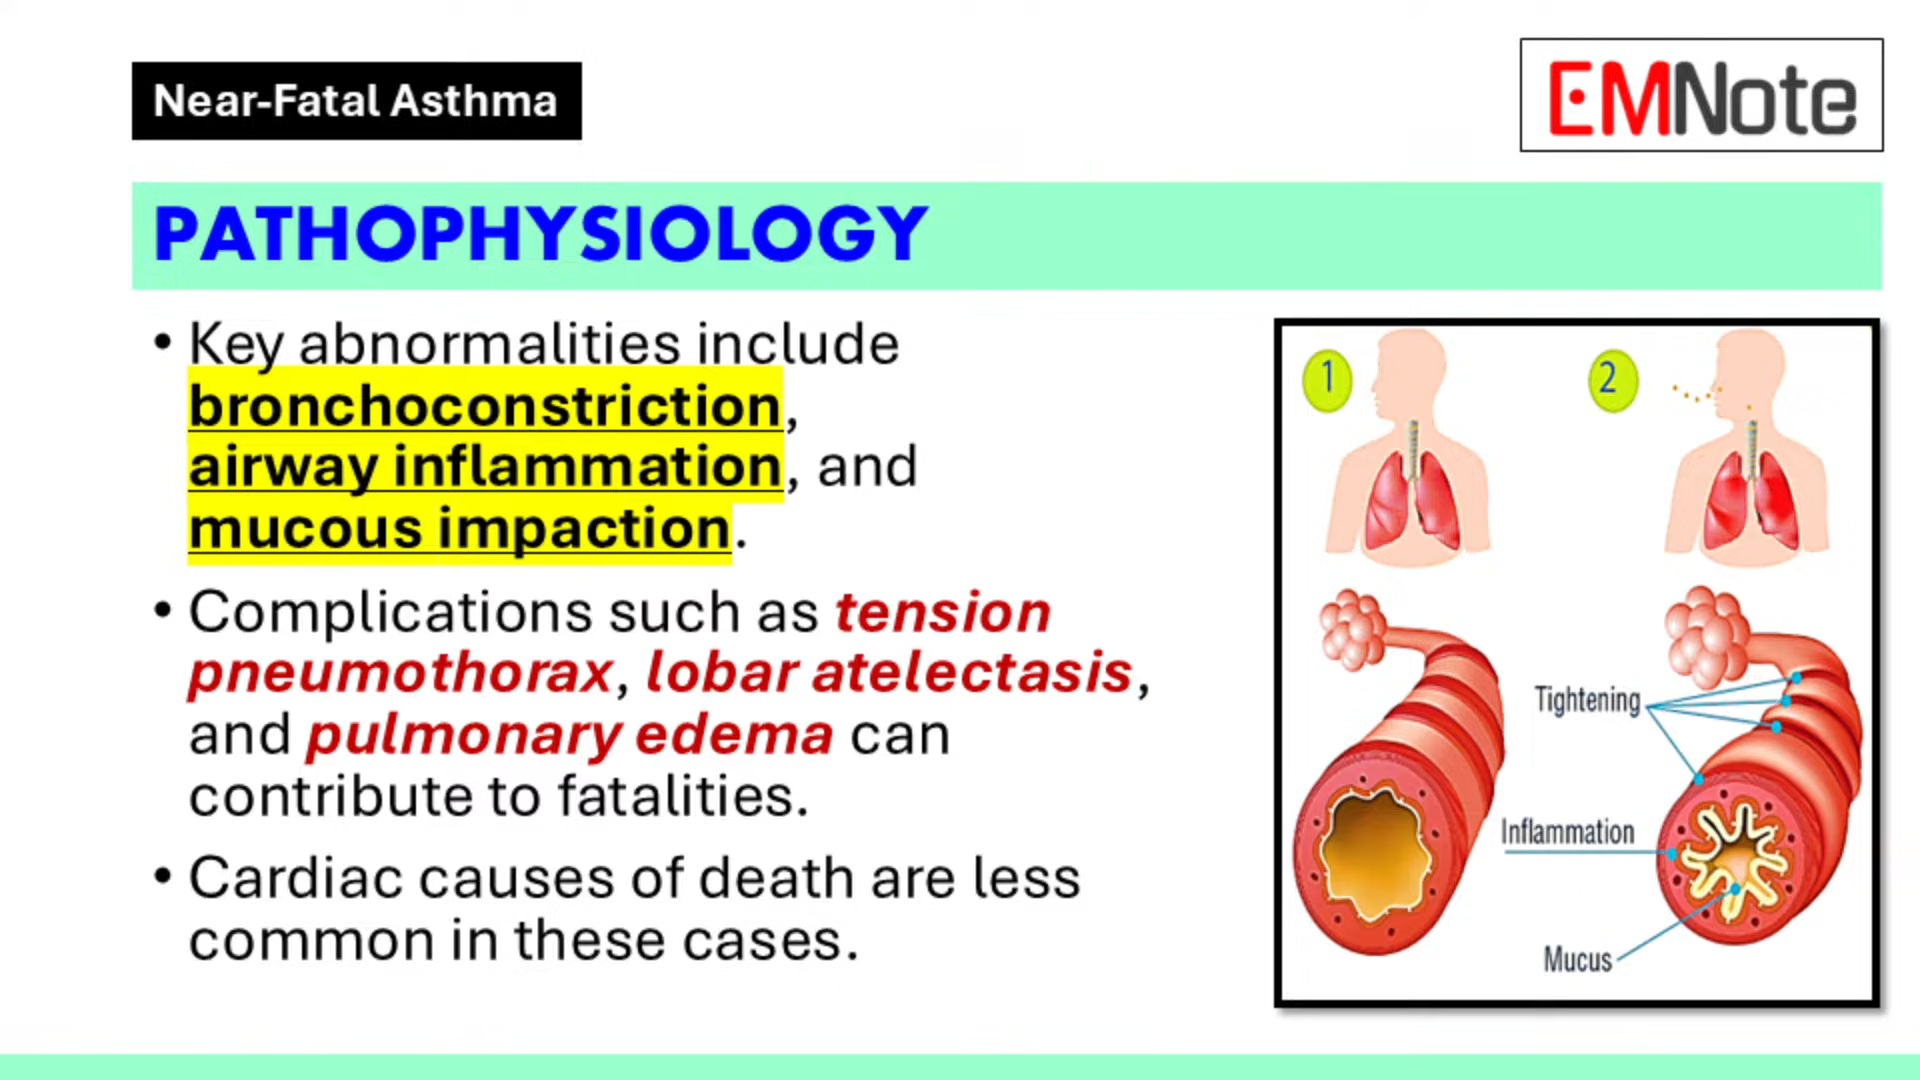 Near-Fatal Asthma
EMNote
PATHOPHYSIOLOGY
• Key abnormalities include
bronchoconstriction,
airway inflammation, and
mucous impaction.
• Complications such as tension
pneumothorax, lobar atelectasis,
and pulmonary edema can
contribute to fatalities.
• Cardiac causes of death are less
common in these cases.
1
2
Tightening
Inflammation
Mucus